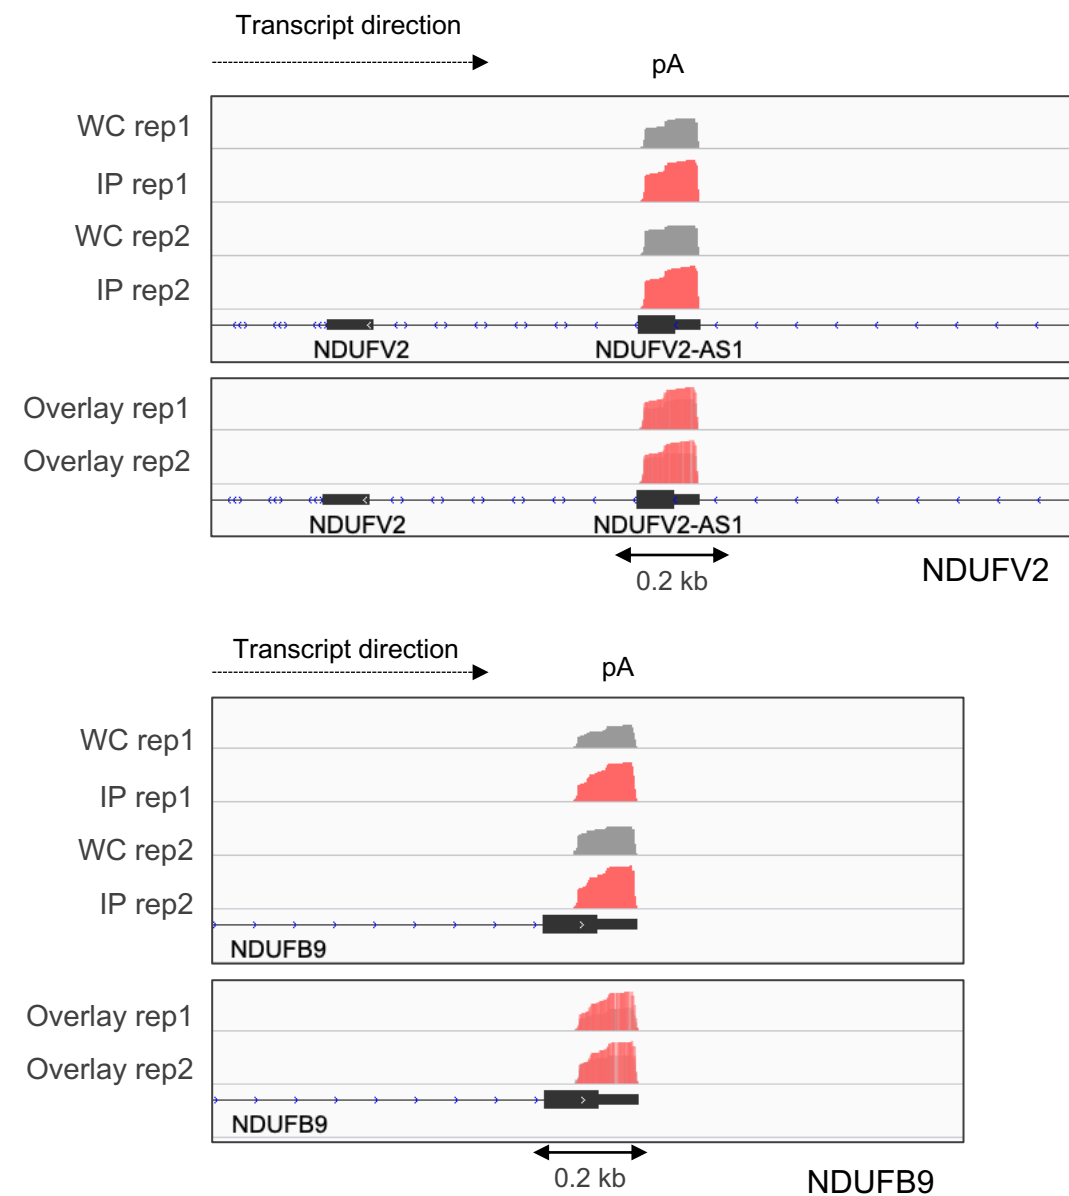 Transcript direction
pA
WC rep1
IP rep1
WC rep2
IP rep2
NDUFV2 NDUFV2-AS1
Overlay rep1
Overlay rep2
NDUFV2 NDUFV2-AS1
0.2 kb
NDUFV2
Transcript direction
pA
WC rep1
IP rep1
WC rep2
IP rep2
NDUFB9
Overlay rep1
Overlay rep2
NDUFB9
0.2 kb
NDUFB9